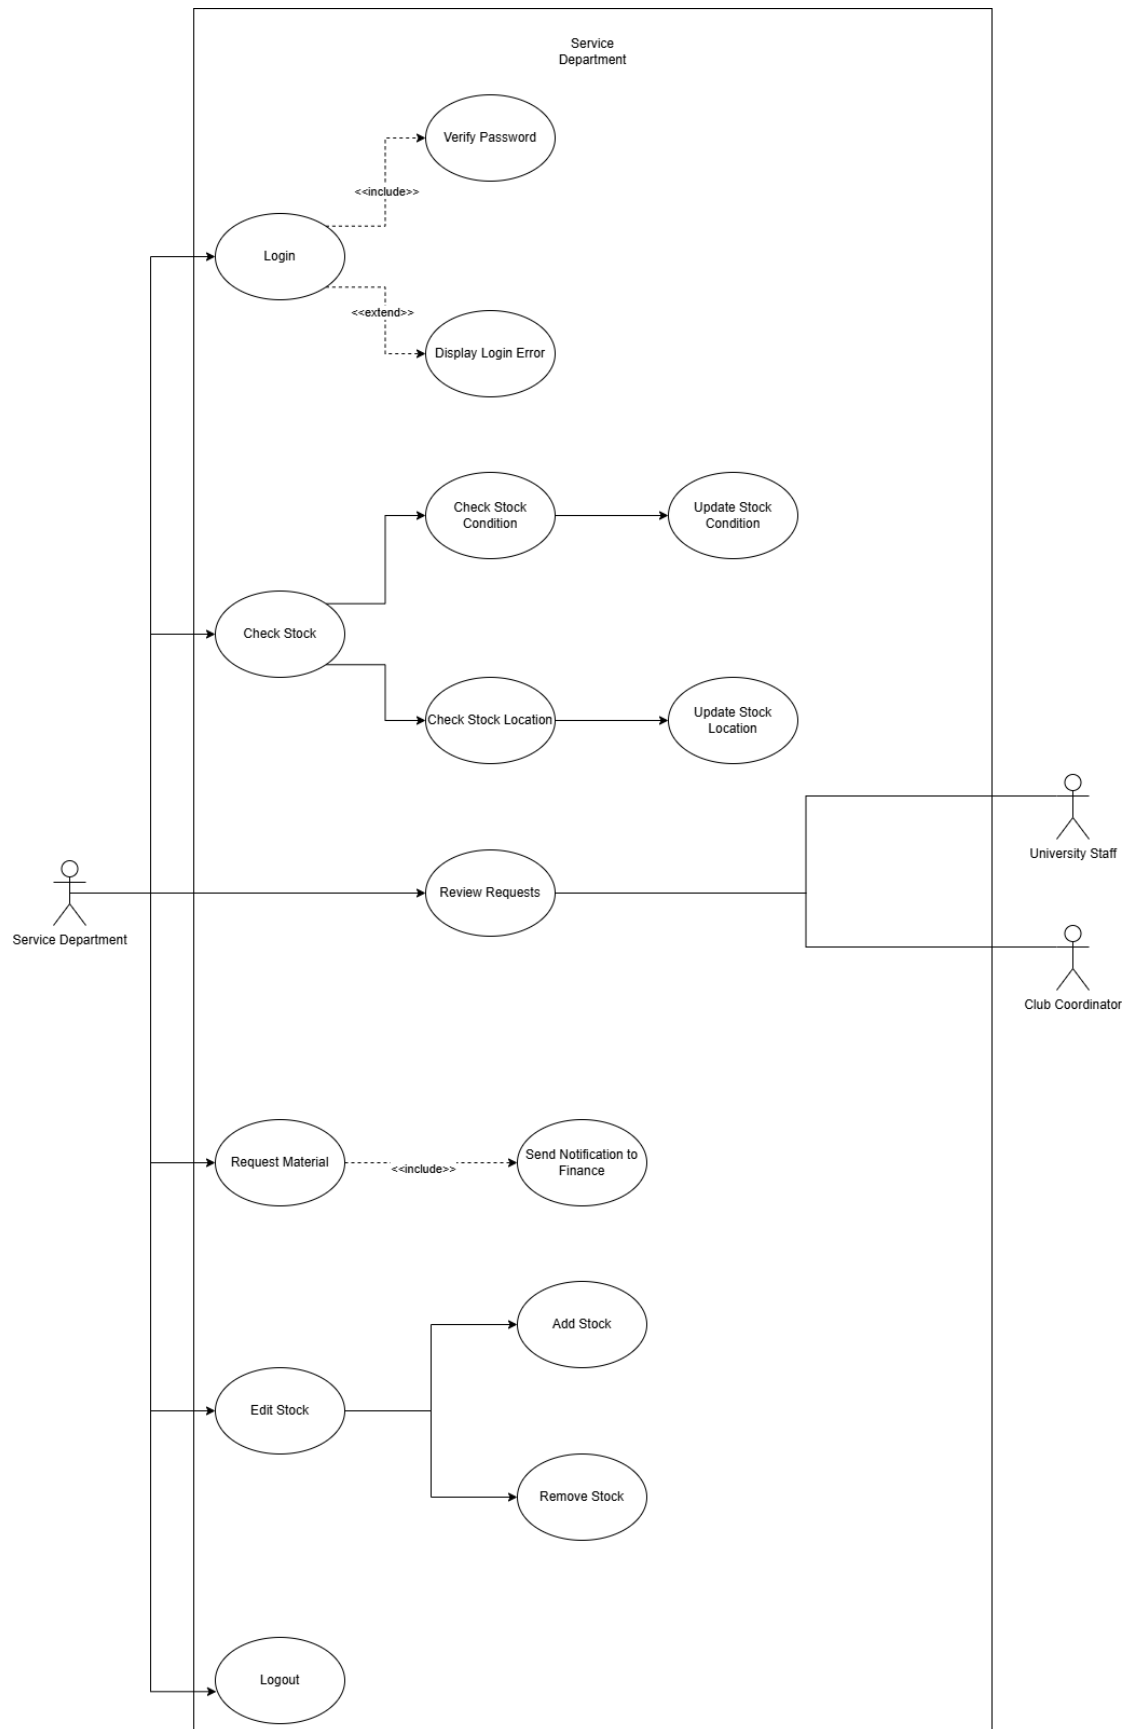 Service
Department
Verify Password
<<include>>
Login
<<extend>>
Display Login Error
Check Stock
Condition
Update Stock
Condition
Check Stock
Check Stock Location
Update Stock
Location
University Staff
Review Requests
Service Department
Club Coordinator
Request Material
<<include>>
Send Notification to
Finance
Add Stock
Edit Stock
Remove Stock
Logout